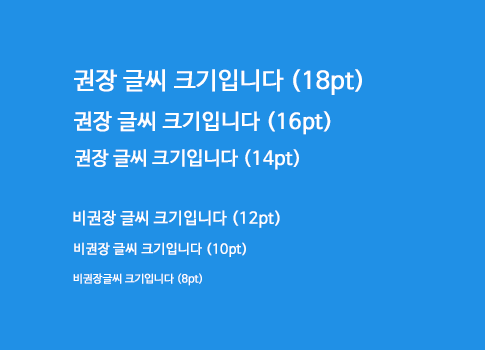 권장 글씨 크기입니다 (18pt)
권장 글씨 크기입니다 (16pt)
권장 글씨 크기입니다 (14pt)
비권장 글씨 크기입니다 (12pt)
비권장 글씨 크기입니다 (10pt)
비권장글씨 크기입니다 (8pt)